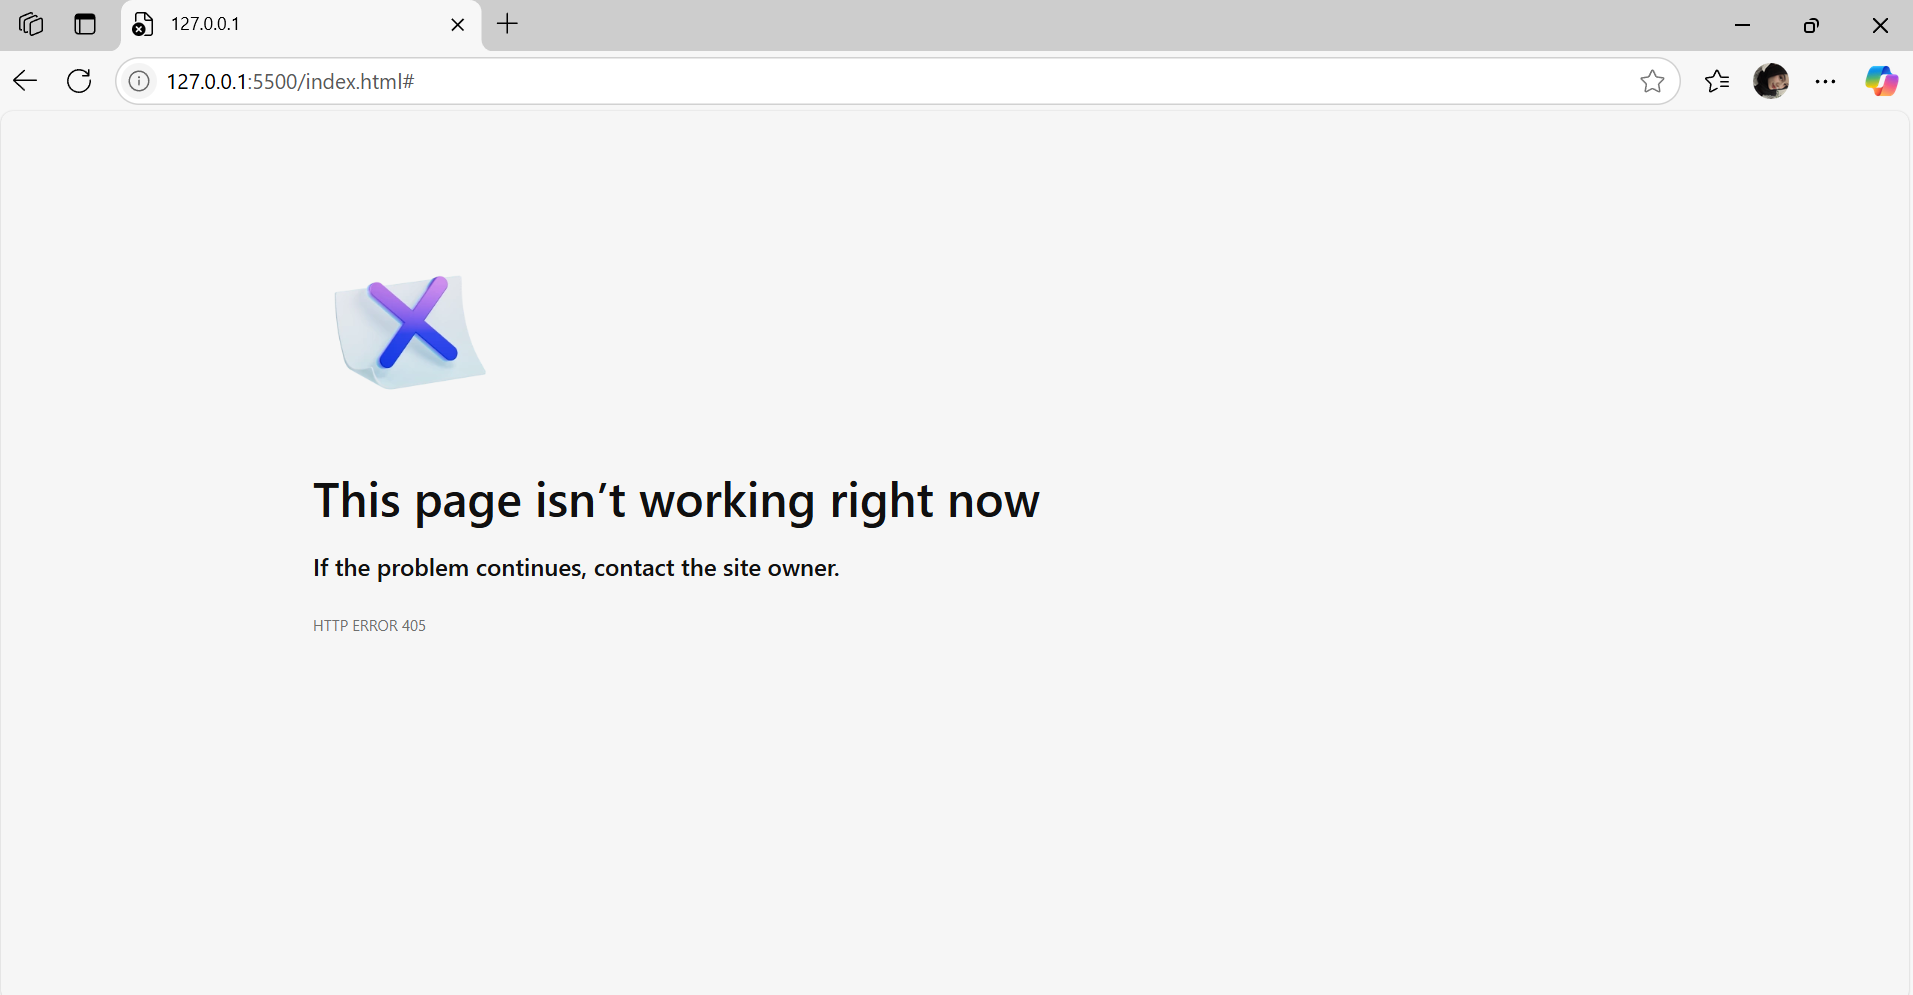 127.0.0.1
127.0.0.1:5500/index.html#
This page isn’t working right now
If the problem continues, contact the site owner.
HTTP ERROR 405